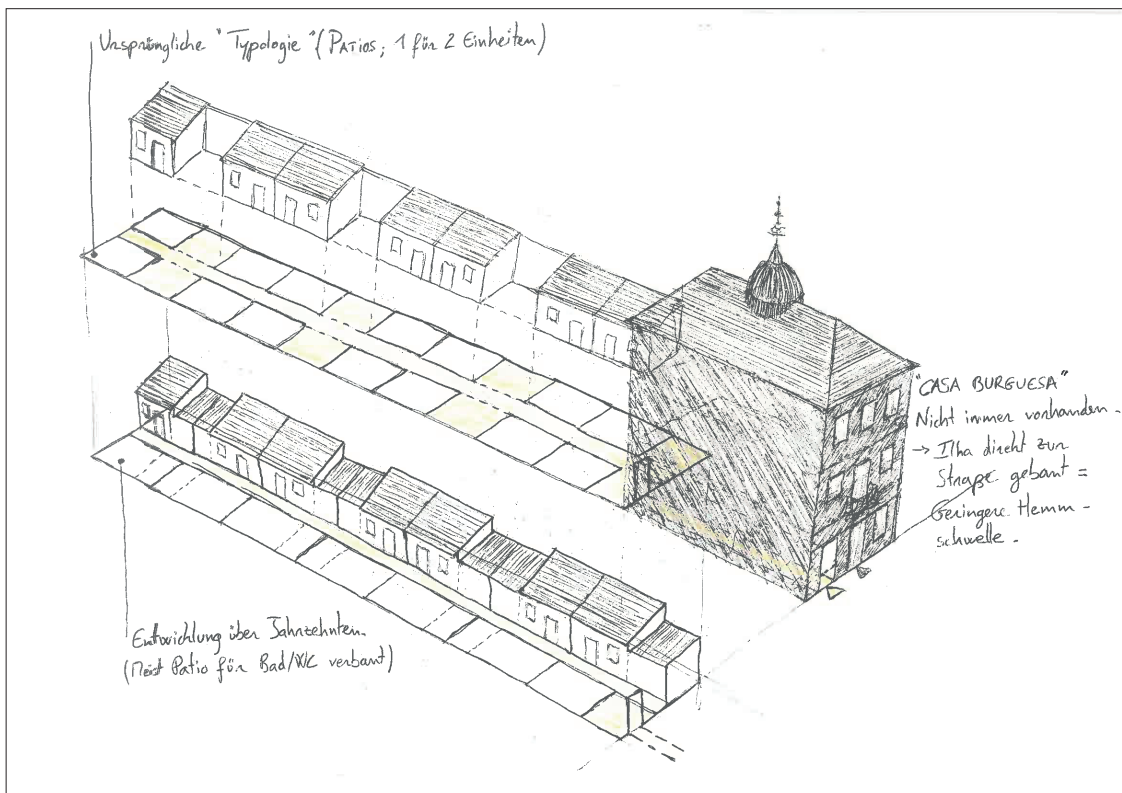 Ursprüngliche "Typologie" (PATIOS; 1 für 2 Einheiten)
"CASA BURGUESA"
Nicht immer vorhanden.
→ Ilha direkt zur
Straße gebaut =
Geringere Hemm-
schwelle.
Entwicklung über Jahrzehnten.
(Meist Patio für Bad/WC verbaut)